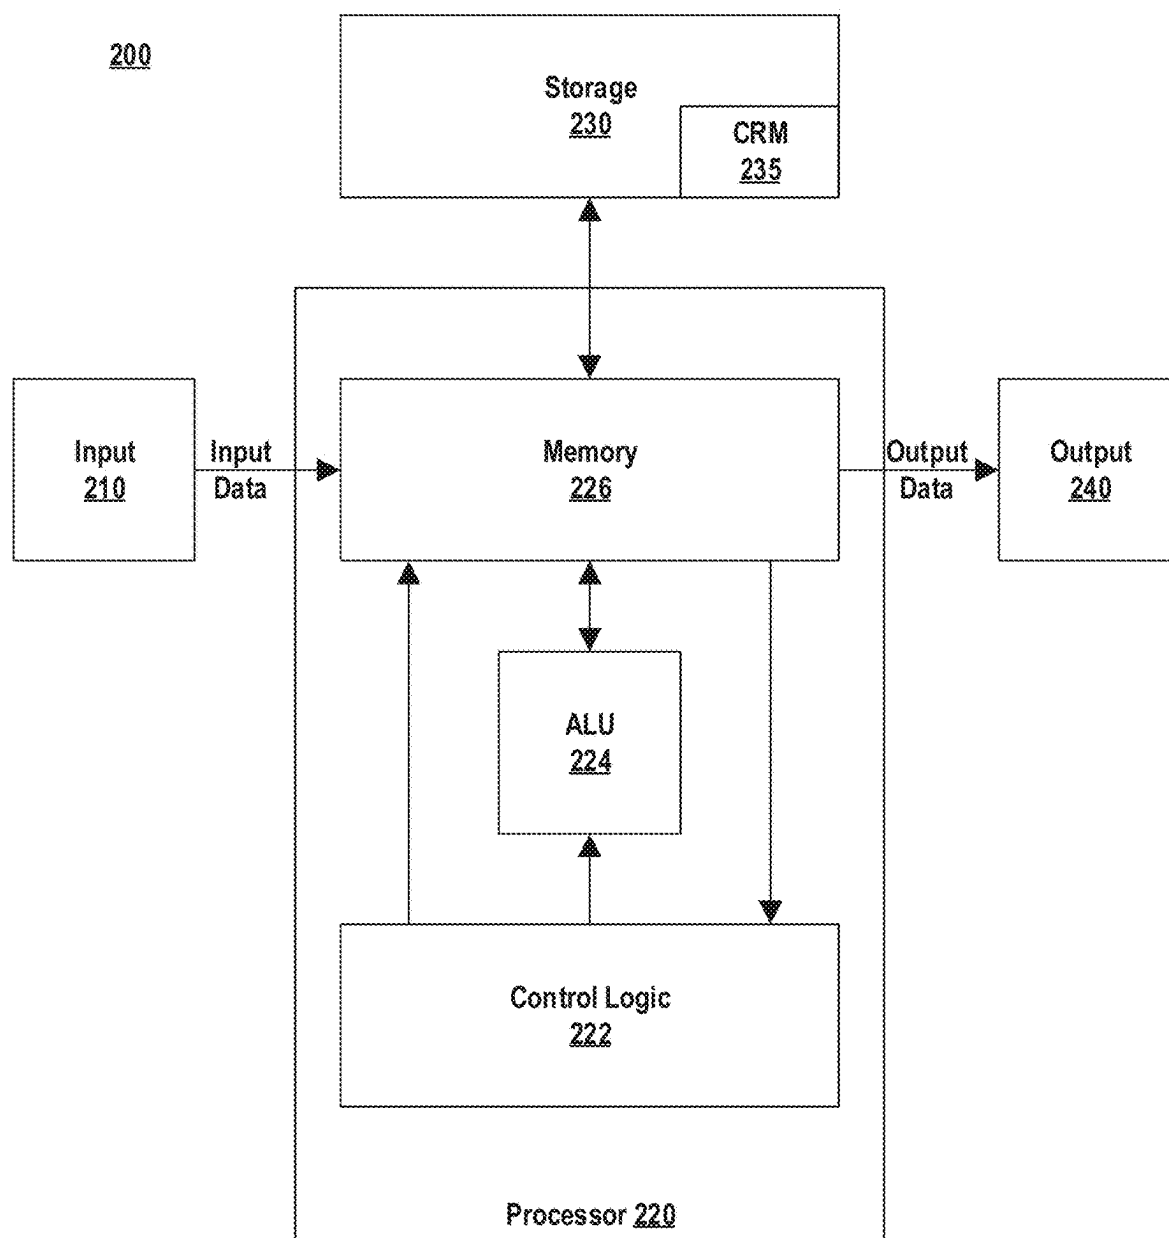 200
Storage
230
CRM
235
Input
210
Input
Data
Memory
226
Output
Data
Output
240
ALU
224
Control Logic
222
Processor 220